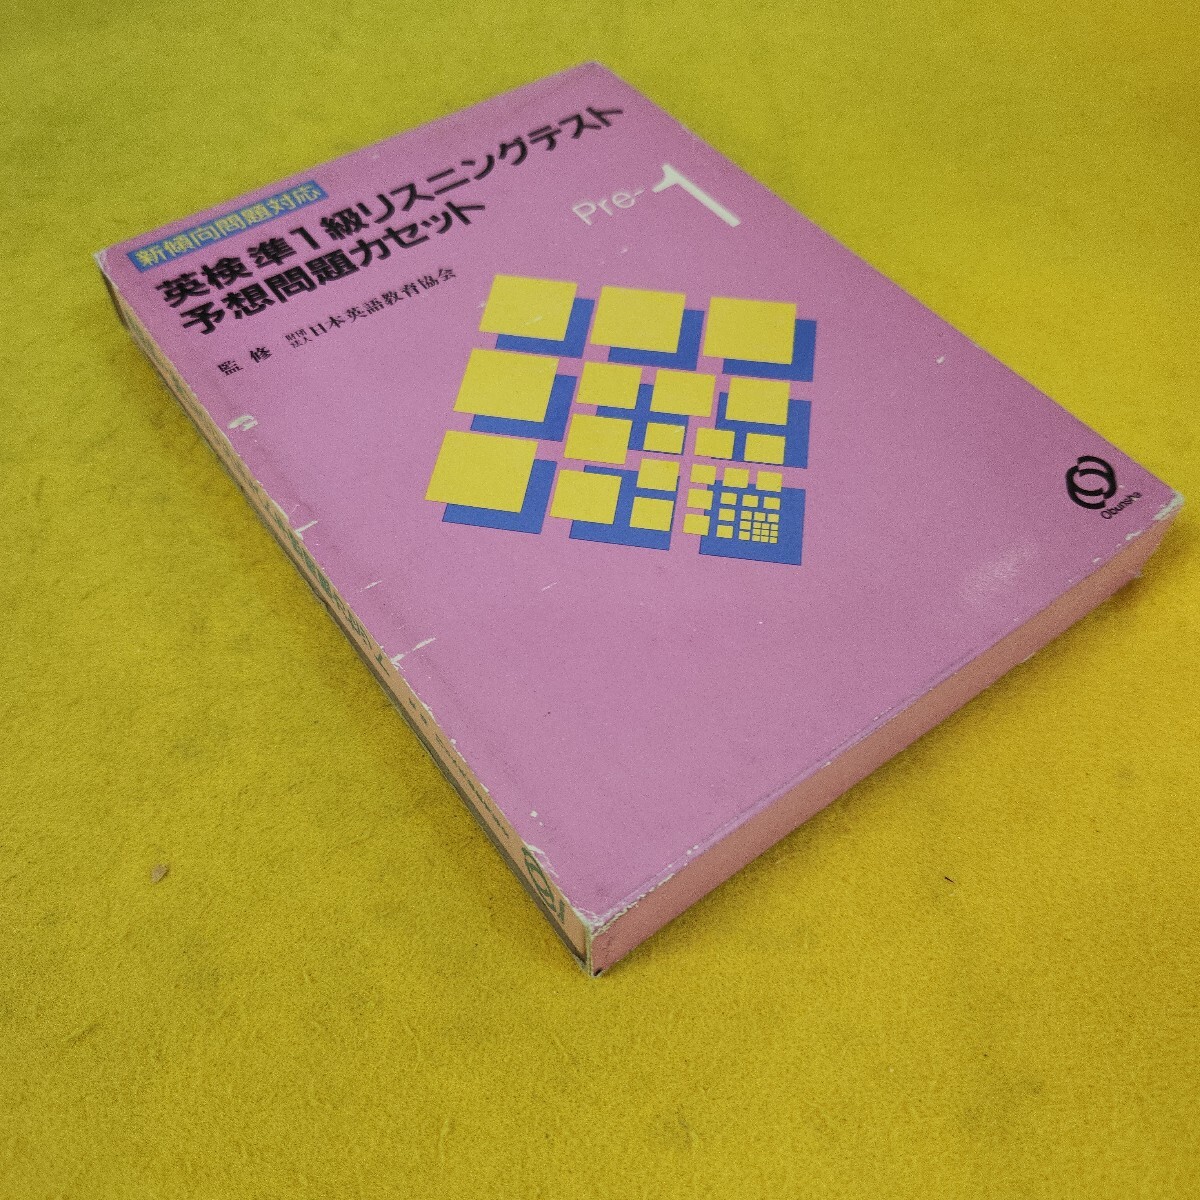 新傾向問題対応
英検準1級リスニングテスト
予想問題カセット
監修 財団法人日本英語教育協会
Pre-1
Obunsha